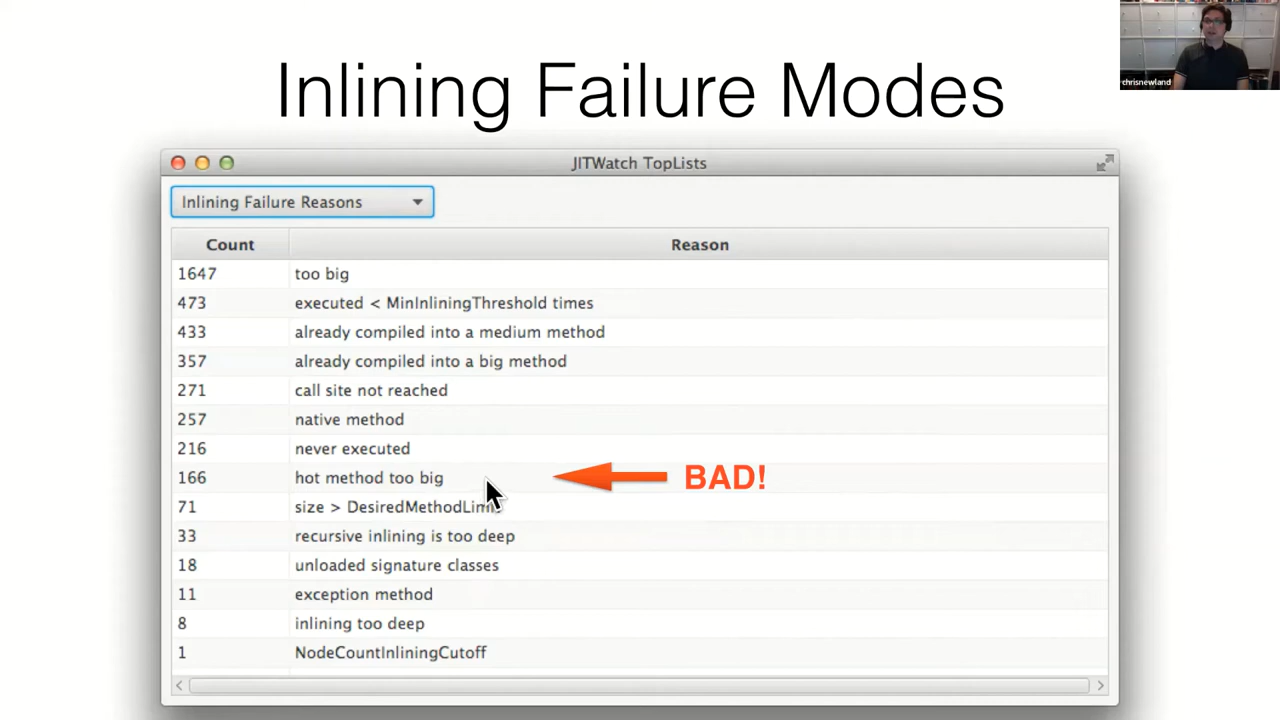 chrisnewland
Inlining Failure Modes
JITWatch TopLists
Inlining Failure Reasons
Count Reason
1647 too big
473 executed < MinInliningThreshold times
433 already compiled into a medium method
357 already compiled into a big method
271 call site not reached
257 native method
216 never executed
166 hot method too big BAD!
71 size > DesiredMethodLimit
33 recursive inlining is too deep
18 unloaded signature classes
11 exception method
8 inlining too deep
1 NodeCountInliningCutoff